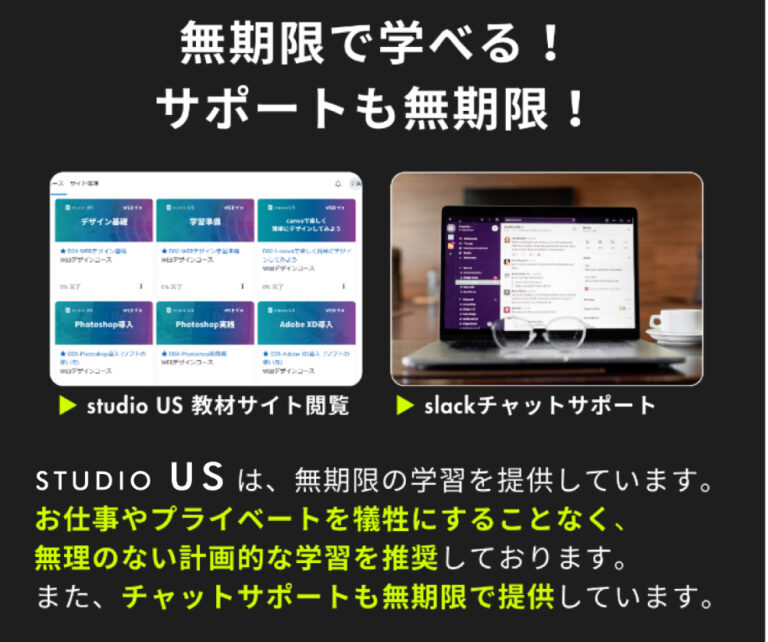 無期限で学べる！
サポートも無期限！
デザイン基礎
学習準備
canvaで楽しく
簡単にデザインしてみよう
WEBデザインコース
WEBデザインコース
0% 完了
0% 完了
0% 完了
Photoshop導入
Photoshop実践
Adobe XD導入
WEBデザインコース
WEBデザインコース
WEBデザインコース
▶ studio US 教材サイト閲覧
▶ slackチャットサポート
STUDIO US は、無期限の学習を提供しています。
お仕事やプライベートを犠牲にすることなく、
無理のない計画的な学習を推奨しております。
また、チャットサポートも無期限で提供しています。